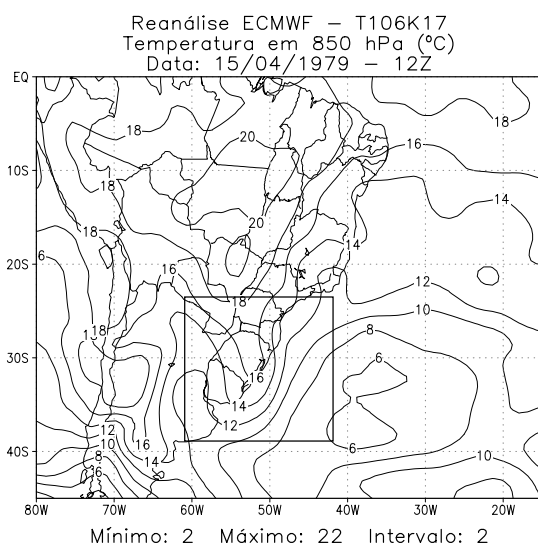 Reanálise ECMWF – T106K17
Temperatura em 850 hPa (ºC)
Data: 15/04/1979 – 12Z
EQ
18
18
20
16
10S
18
14
20
18
14
6
16
12
20S
18
10
8
18
6
30S
16
14
12
12
10
16
6
40S
8
14
10
6
80W 70W 60W 50W 40W 30W 20W
Mínimo: 2 Máximo: 22 Intervalo: 2